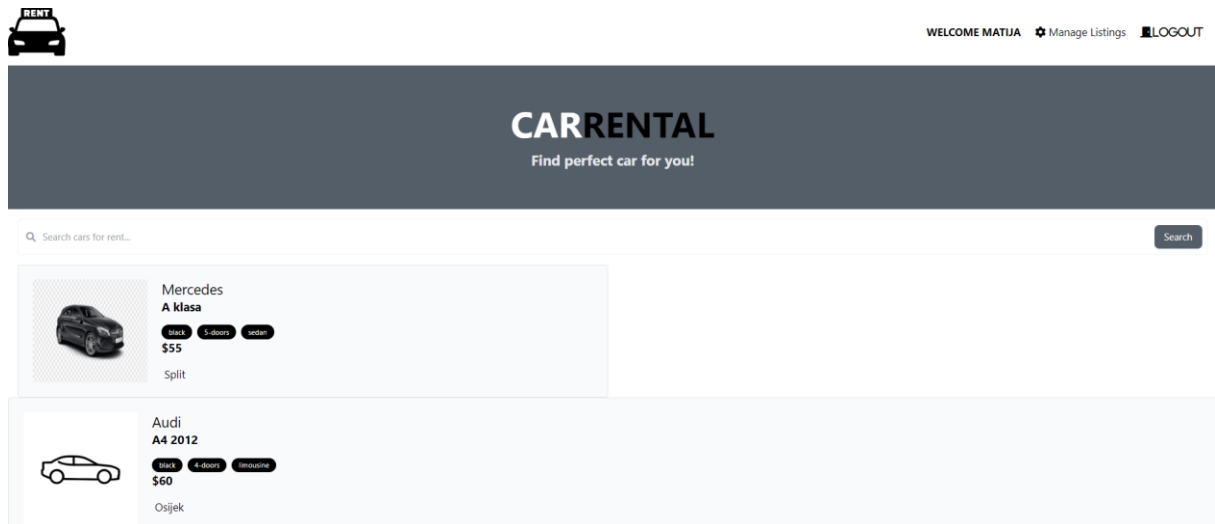 RENT
WELCOME MATIJA Manage Listings LOGOUT
CARRENTAL
Find perfect car for you!
Search cars for rent... Search
Mercedes
A klasa
black 5-doors sedan
$55
Split
Audi
A4 2012
black 4-doors limousine
$60
Osijek